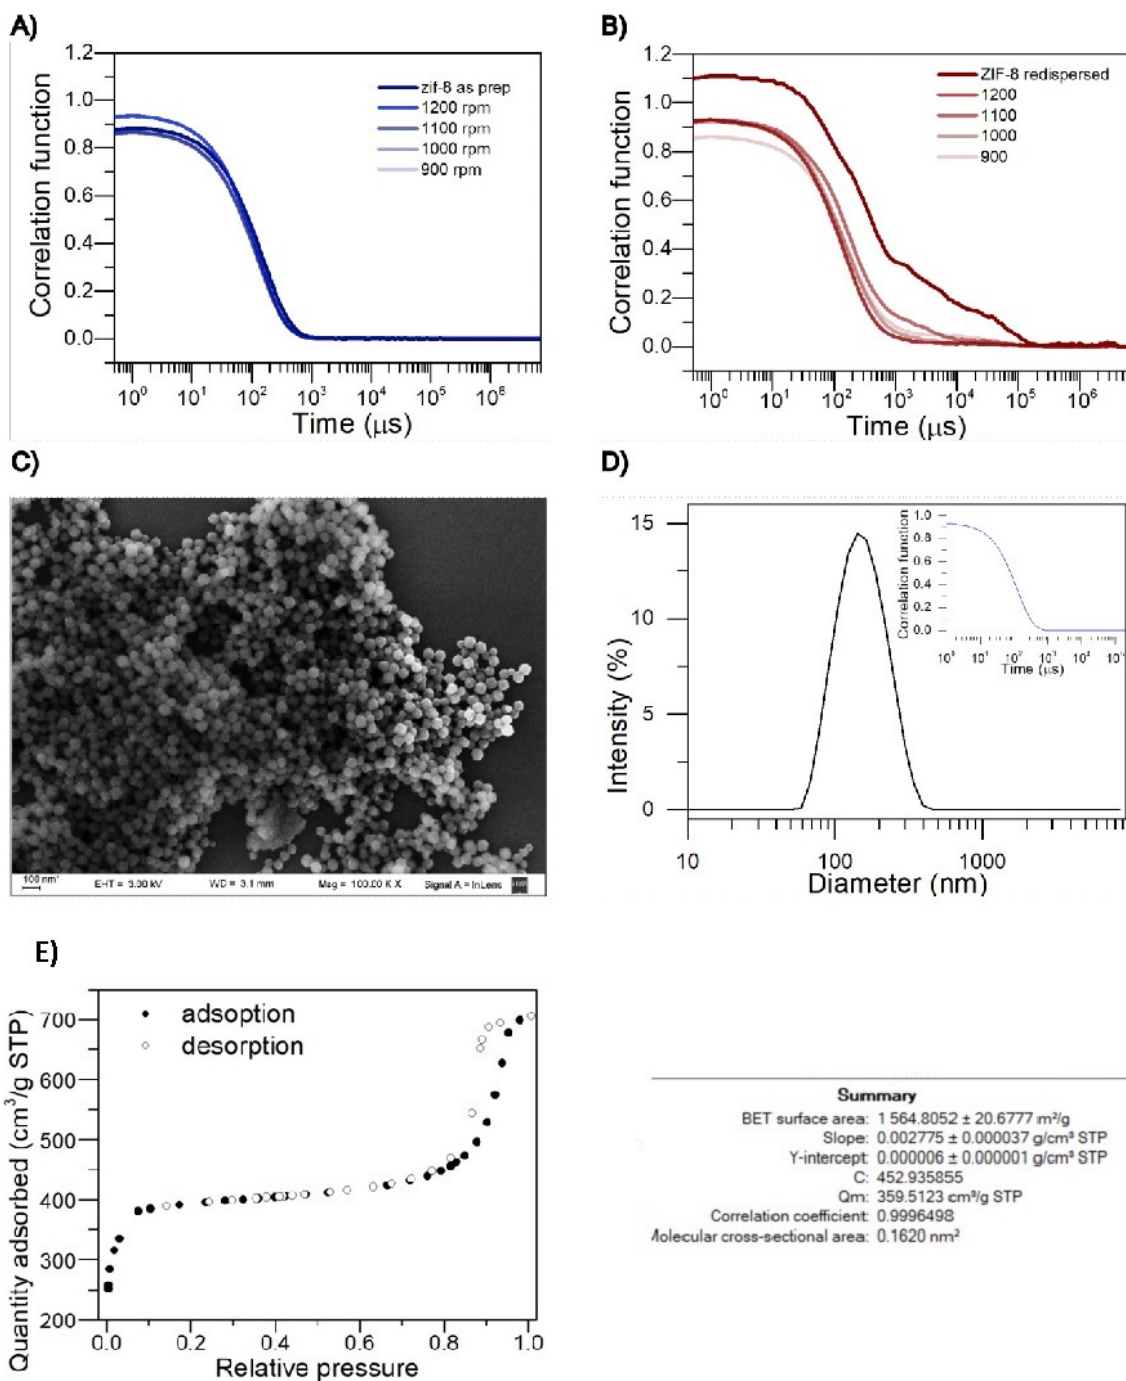 A)
Correlation function
1.2
1.0
0.8
0.6
0.4
0.2
0.0
zif-8 as prep
1200 rpm
1100 rpm
1000 rpm
900 rpm
10⁰ 10¹ 10² 10³ 10⁴ 10⁵ 10⁶
Time (µs)
B)
Correlation function
1.2
1.0
0.8
0.6
0.4
0.2
0.0
ZIF-8 redispersed
1200
1100
1000
900
10⁰ 10¹ 10² 10³ 10⁴ 10⁵ 10⁶
Time (µs)
C)
100 nm
EHT = 3.00 kV WD = 3.1 mm Mag = 100.00 K X Signal A = InLens
D)
Intensity (%)
15
10
5
0
10 100 1000
Diameter (nm)
Correlation function
1.0
0.8
0.6
0.4
0.2
0.0
10⁰ 10¹ 10² 10³ 10⁴ 10⁵
Time (µs)
E)
Quantity adsorbed (cm³/g STP)
700
600
500
400
300
200
adsoption
desorption
0.0 0.2 0.4 0.6 0.8 1.0
Relative pressure
Summary
BET surface area: 1 564.8052 ± 20.6777 m²/g
Slope: 0.002775 ± 0.000037 g/cm³ STP
Y-intercept: 0.000006 ± 0.000001 g/cm³ STP
C: 452.935855
Qm: 359.5123 cm³/g STP
Correlation coefficient: 0.9996498
Molecular cross-sectional area: 0.1620 nm²